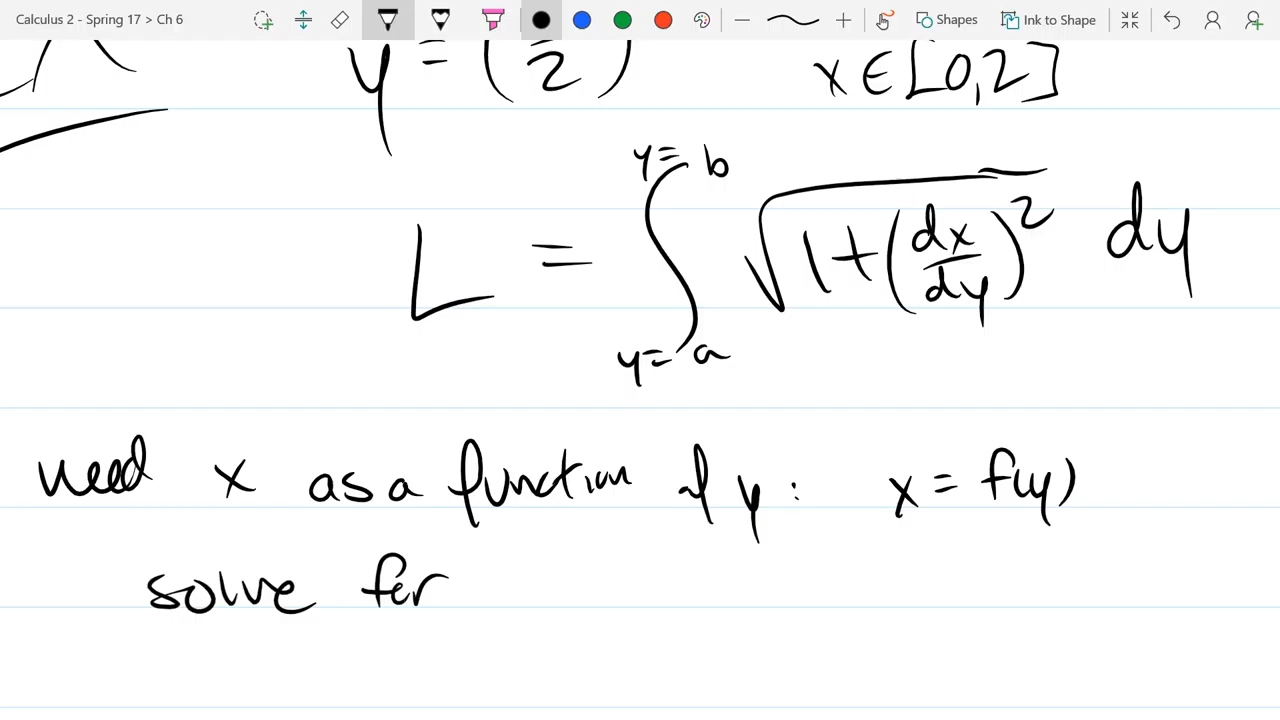 Calculus 2 - Spring 17 > Ch 6 Shapes Ink to Shape
y = ( /2) x ∈ [0,2]
L = ∫_{y=a}^{y=b} √(1+(dx/dy)^2) dy
need x as a function of y: x = f(y)
solve for